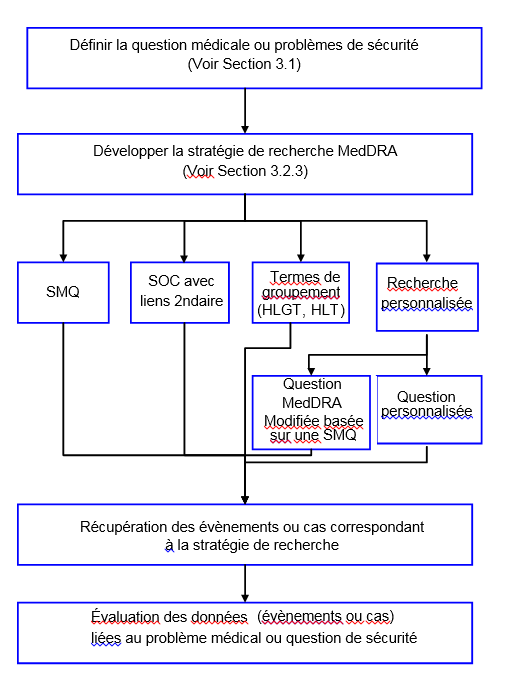 Définir la question médicale ou problèmes de sécurité
(Voir Section 3.1)
Développer la stratégie de recherche MedDRA
(Voir Section 3.2.3)
SMQ
SOC avec
liens 2ndaire
Termes de
groupement
(HLGT, HLT)
Recherche
personnalisée
Question
MedDRA
Modifiée basée
sur une SMQ
Question
personnalisée
Récupération des évènements ou cas correspondant
à la stratégie de recherche
Évaluation des données (évènements ou cas)
liées au problème médical ou question de sécurité